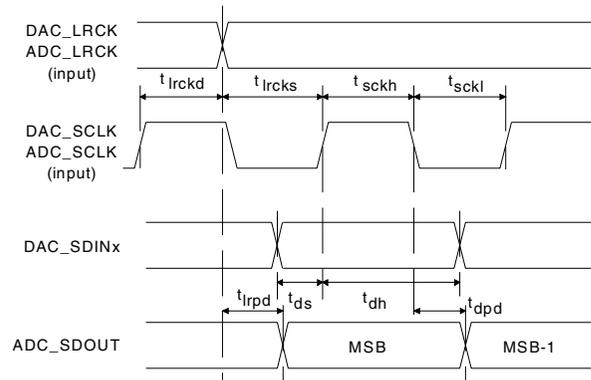 DAC_LRCK
ADC_LRCK
(input)
t lrckd
t lrcks
t sckh
t sckl
DAC_SCLK
ADC_SCLK
(input)
DAC_SDINx
t lrpd
t ds
t dh
t dpd
ADC_SDOUT
MSB
MSB-1